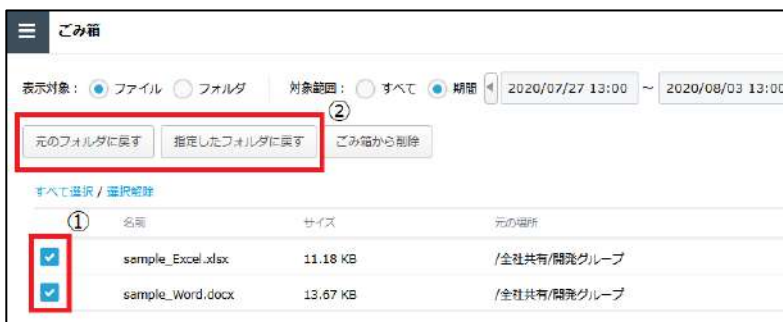 ごみ箱
表示対象： ファイル フォルダ 対象範囲： すべて 期間 2020/07/27 13:00 ~ 2020/08/03 13:00
②
元のフォルダに戻す 指定したフォルダに戻す ごみ箱から削除
すべて選択 / 選択解除
① 名前 サイズ 元の場所
sample_Excel.xlsx 11.18 KB /全社共有/開発グループ
sample_Word.docx 13.67 KB /全社共有/開発グループ